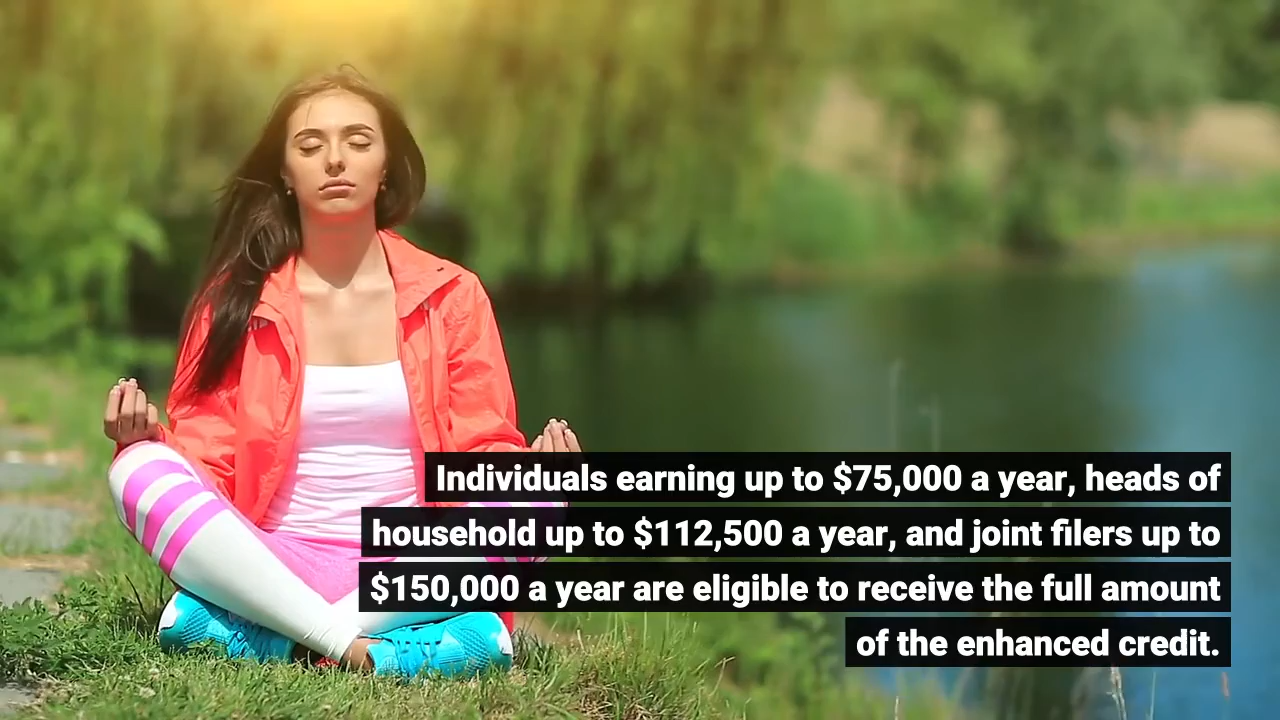 Individuals earning up to $75,000 a year, heads of
household up to $112,500 a year, and joint filers up to
$150,000 a year are eligible to receive the full amount
of the enhanced credit.